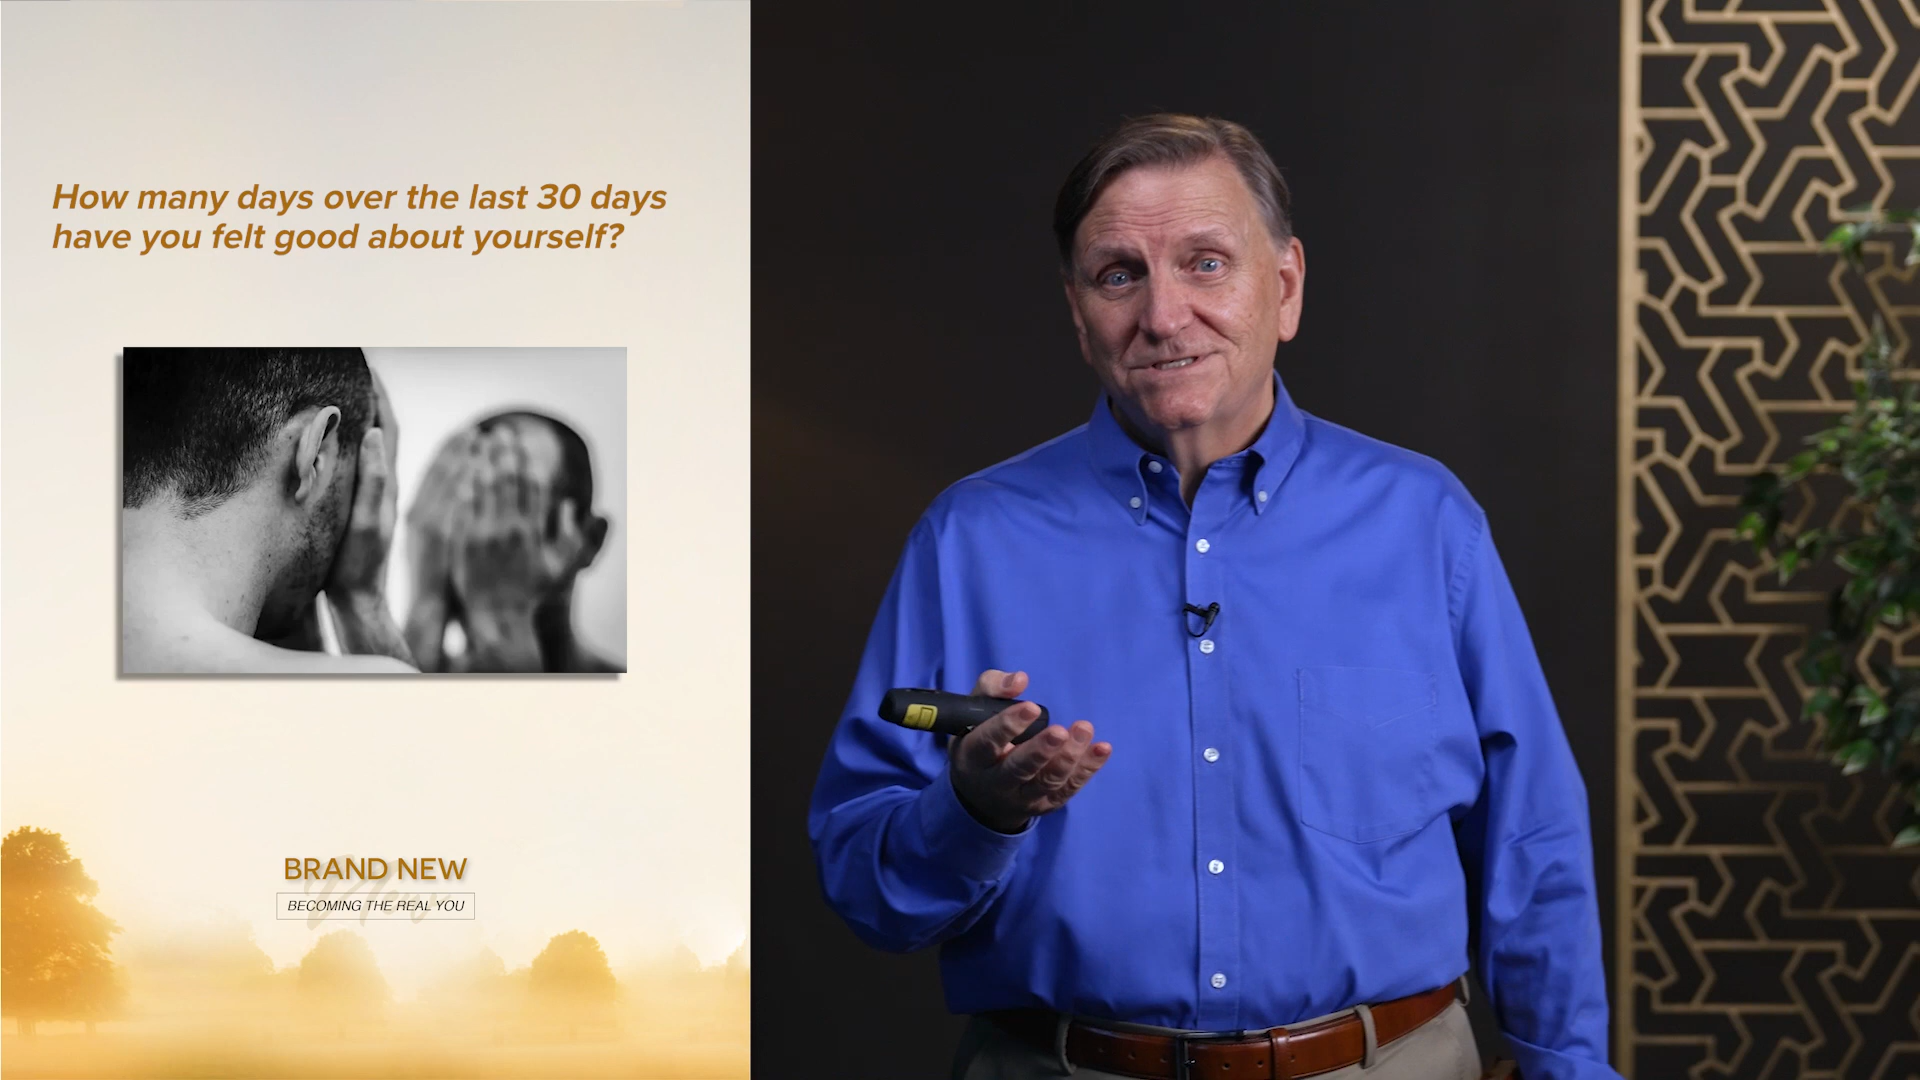 How many days over the last 30 days
have you felt good about yourself?
BRAND NEW
BECOMING THE REAL YOU